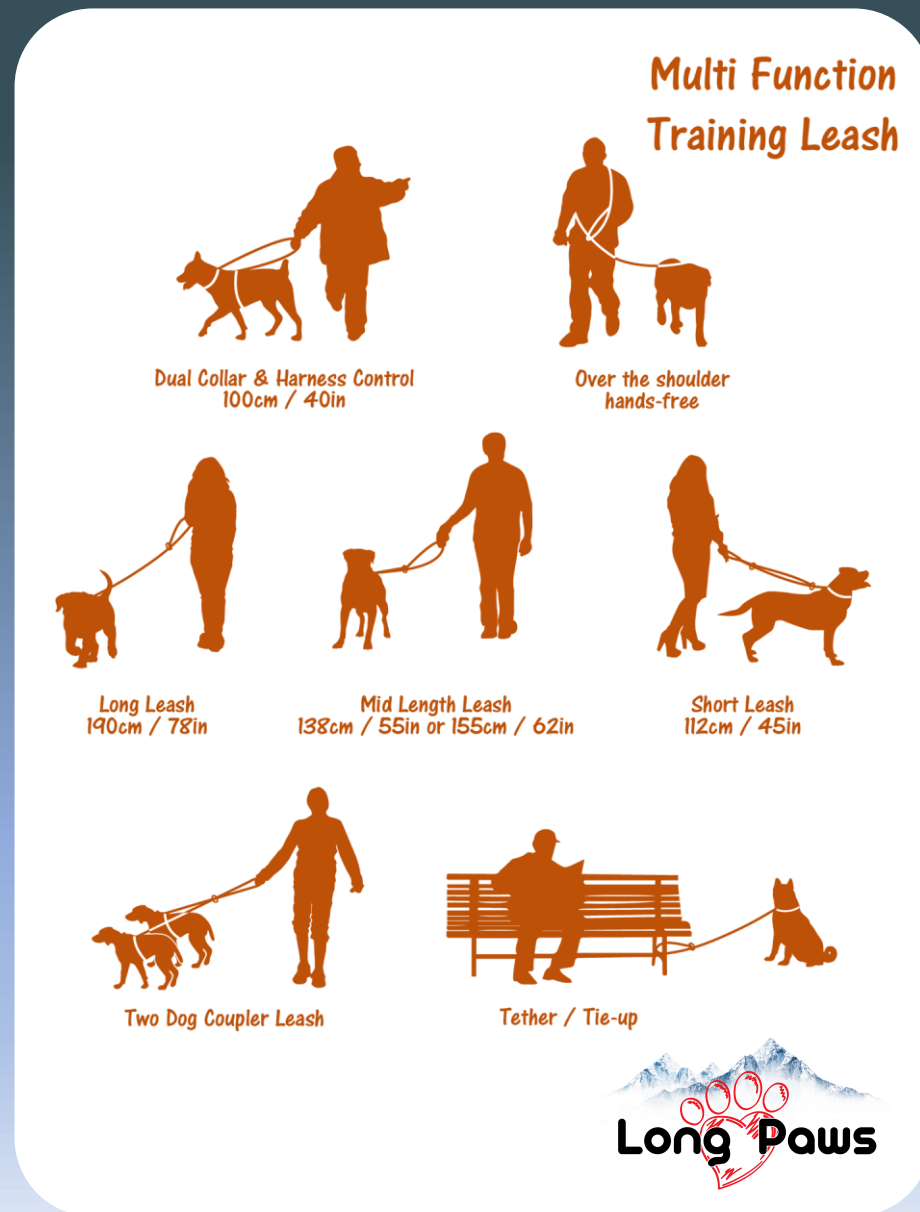 Multi Function
Training Leash
Dual Collar & Harness Control
100cm / 40in
Over the shoulder
hands-free
Long Leash
190cm / 78in
Mid Length Leash
138cm / 55in or 155cm / 62in
Short Leash
112cm / 45in
Two Dog Coupler Leash
Tether / Tie-up
Long Paws